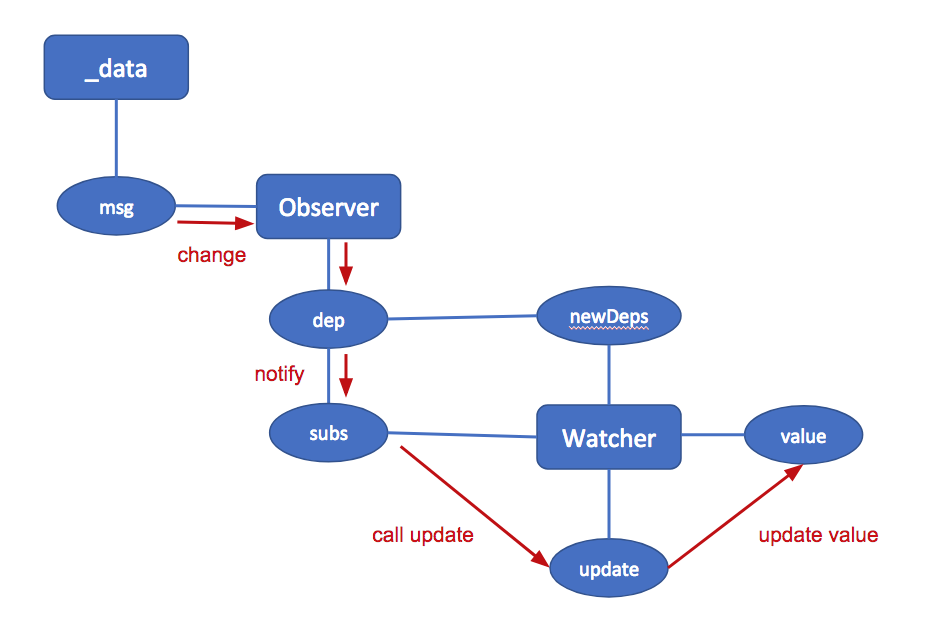 _data
msg
Observer
change
dep
newDeps
notify
subs
Watcher
value
call update
update value
update